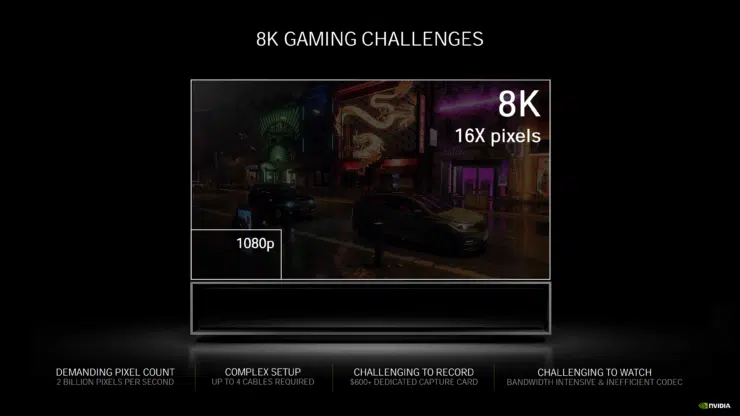 8K GAMING CHALLENGES
8K
16X pixels
1080p
DEMANDING PIXEL COUNT
2 BILLION PIXELS PER SECOND
COMPLEX SETUP
UP TO 4 CABLES REQUIRED
CHALLENGING TO RECORD
$600+ DEDICATED CAPTURE CARD
CHALLENGING TO WATCH
BANDWIDTH INTENSIVE & INEFFICIENT CODEC
NVIDIA